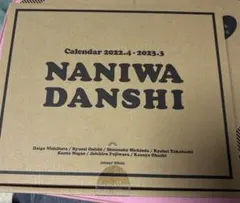 Calendar 2022.4 - 2023.3
NANIWA
DANSHI
Daigo Nishihata / Ryusei Onishi / Shunsuke Michieda / Kyohei Takahashi
Kento Nagao / Joichiro Fujiwara / Kazuya Ohashi